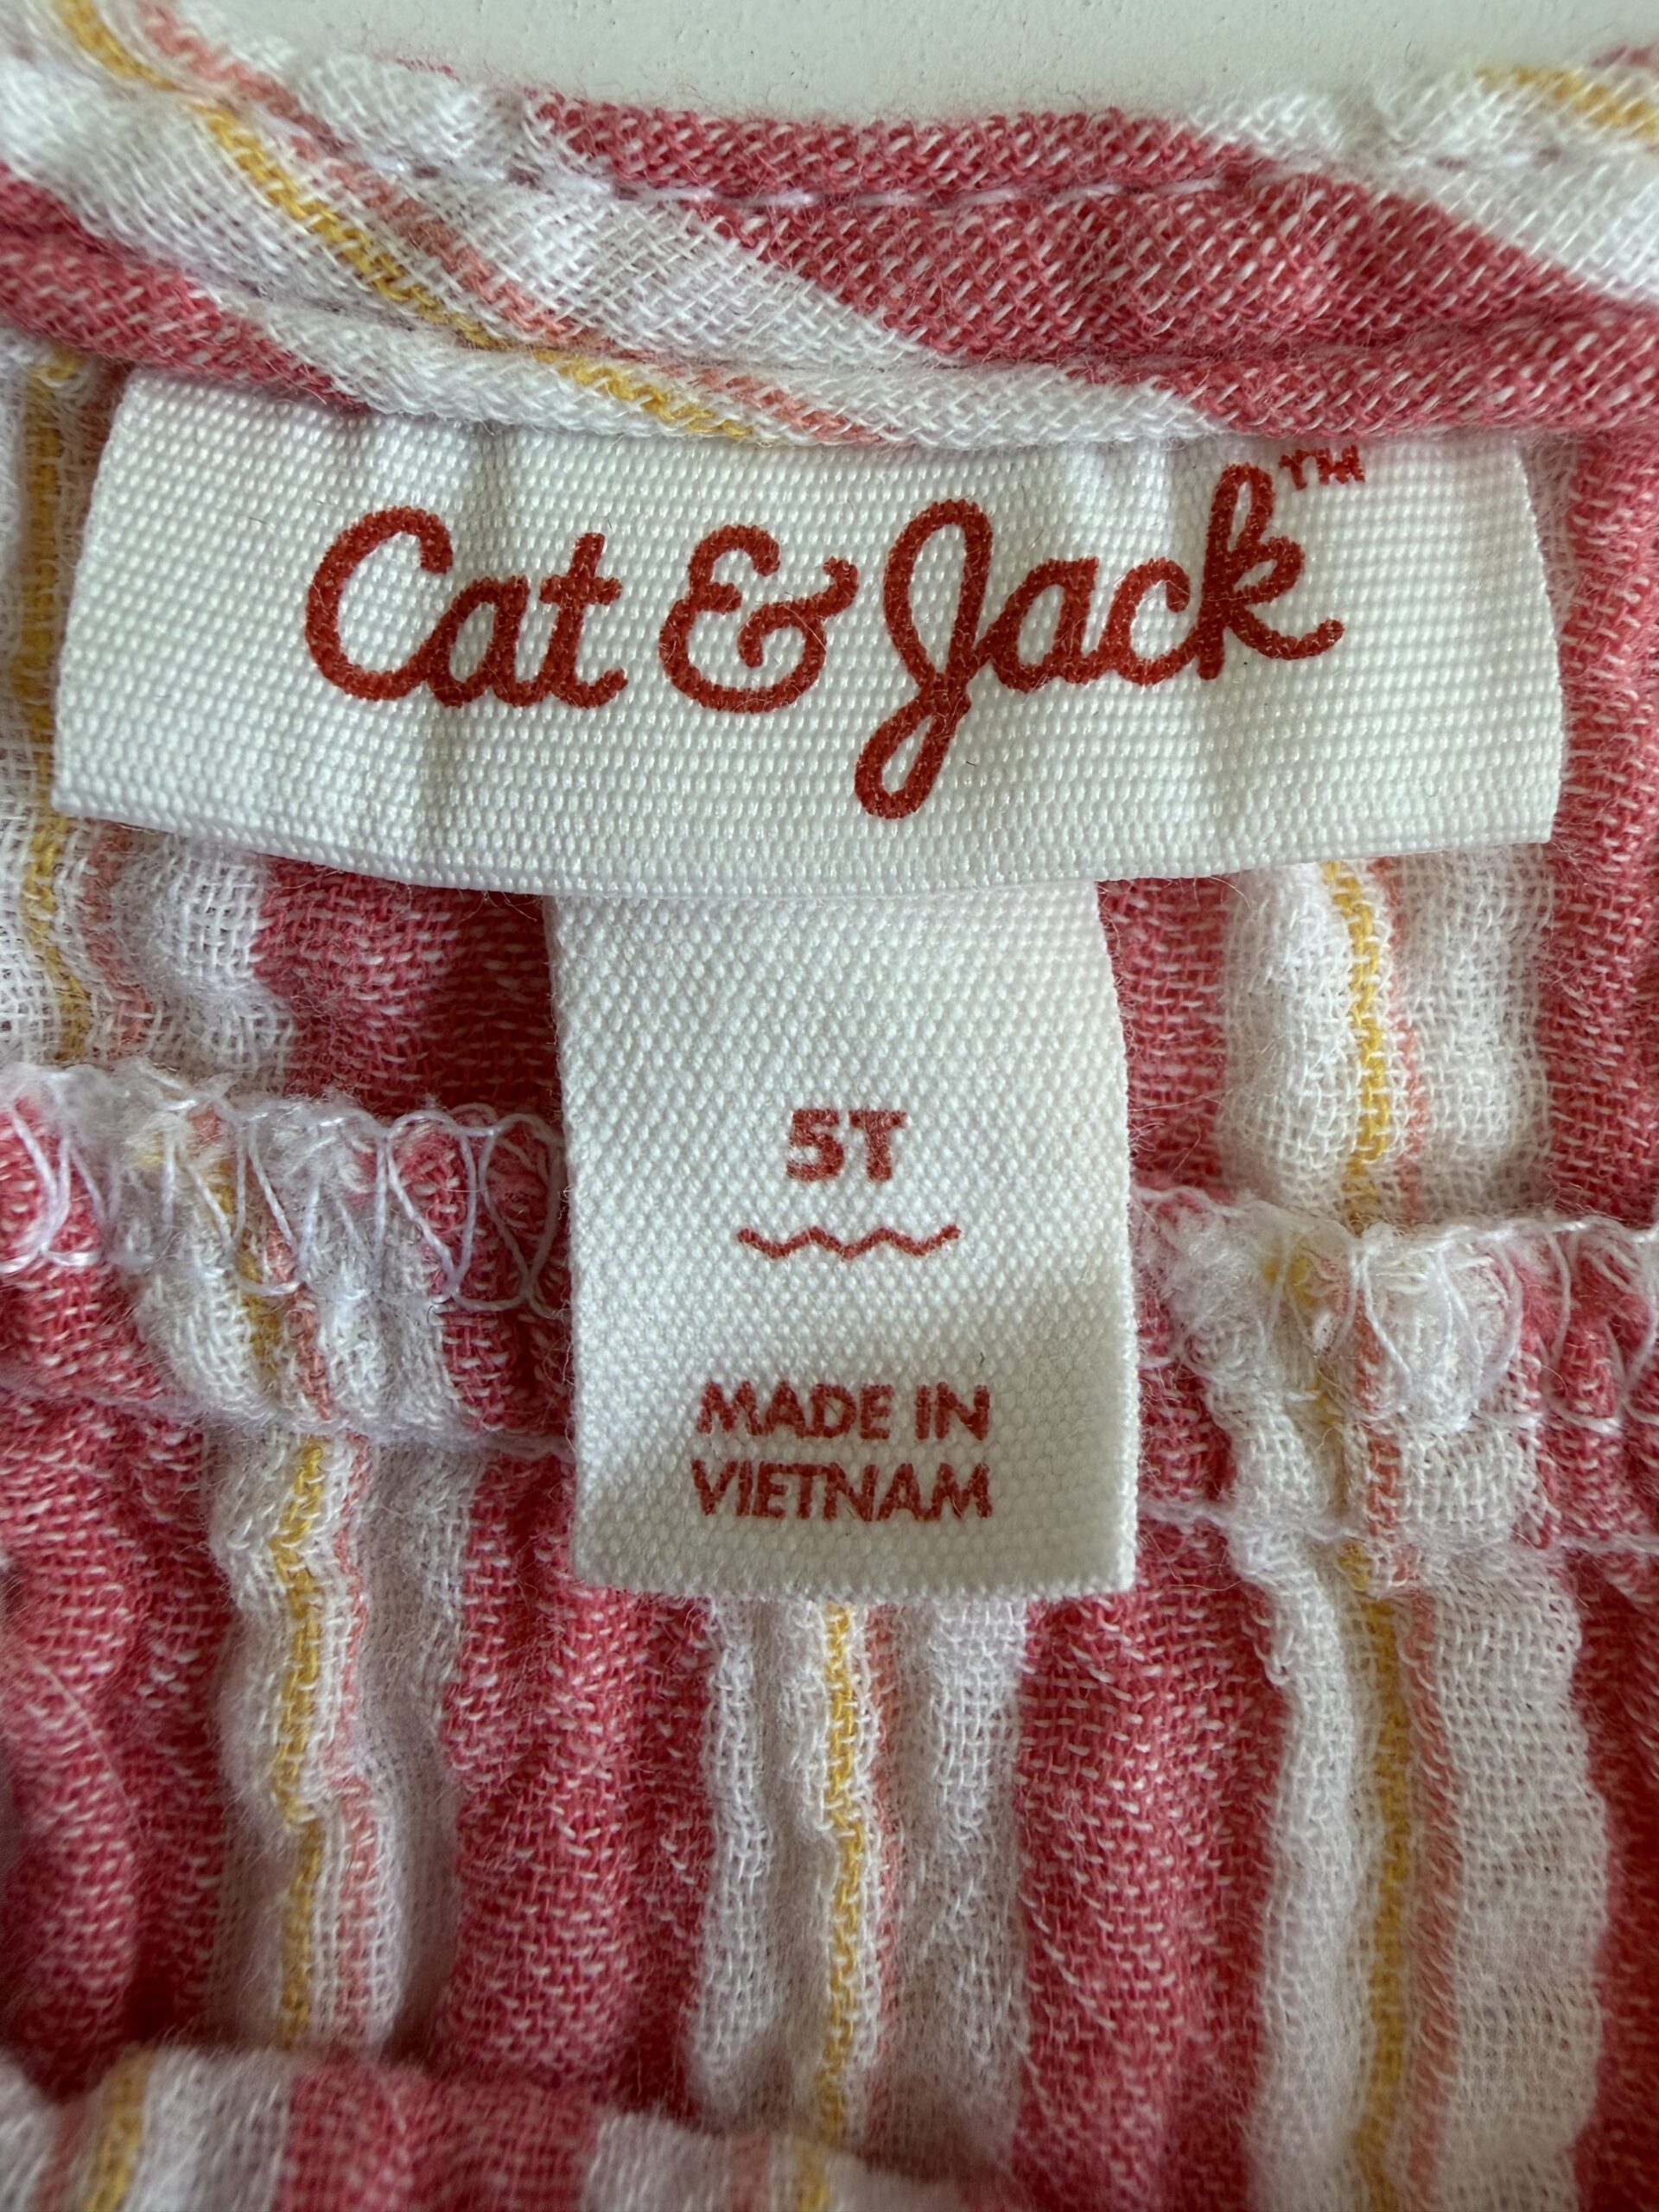 Cat & Jack™
5T
MADE IN
VIETNAM